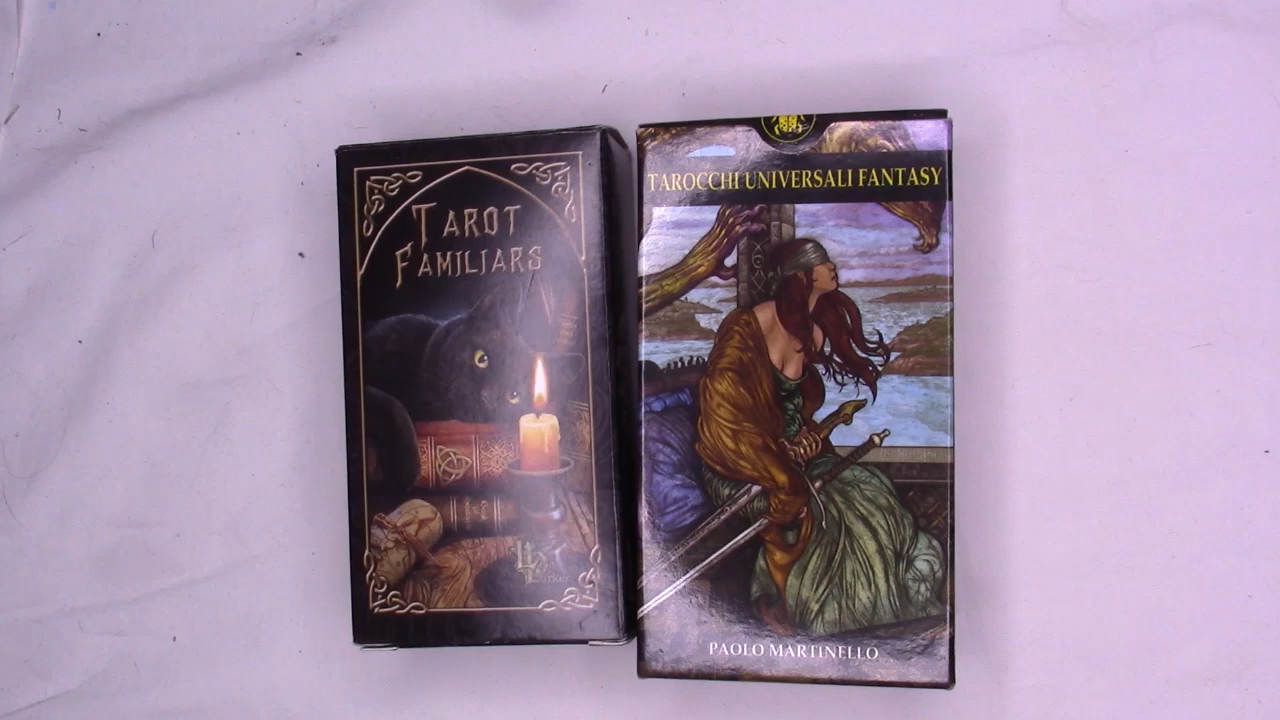 TAROT
FAMILIARS
TAROCCHI UNIVERSALI FANTASY
PAOLO MARTINELLO